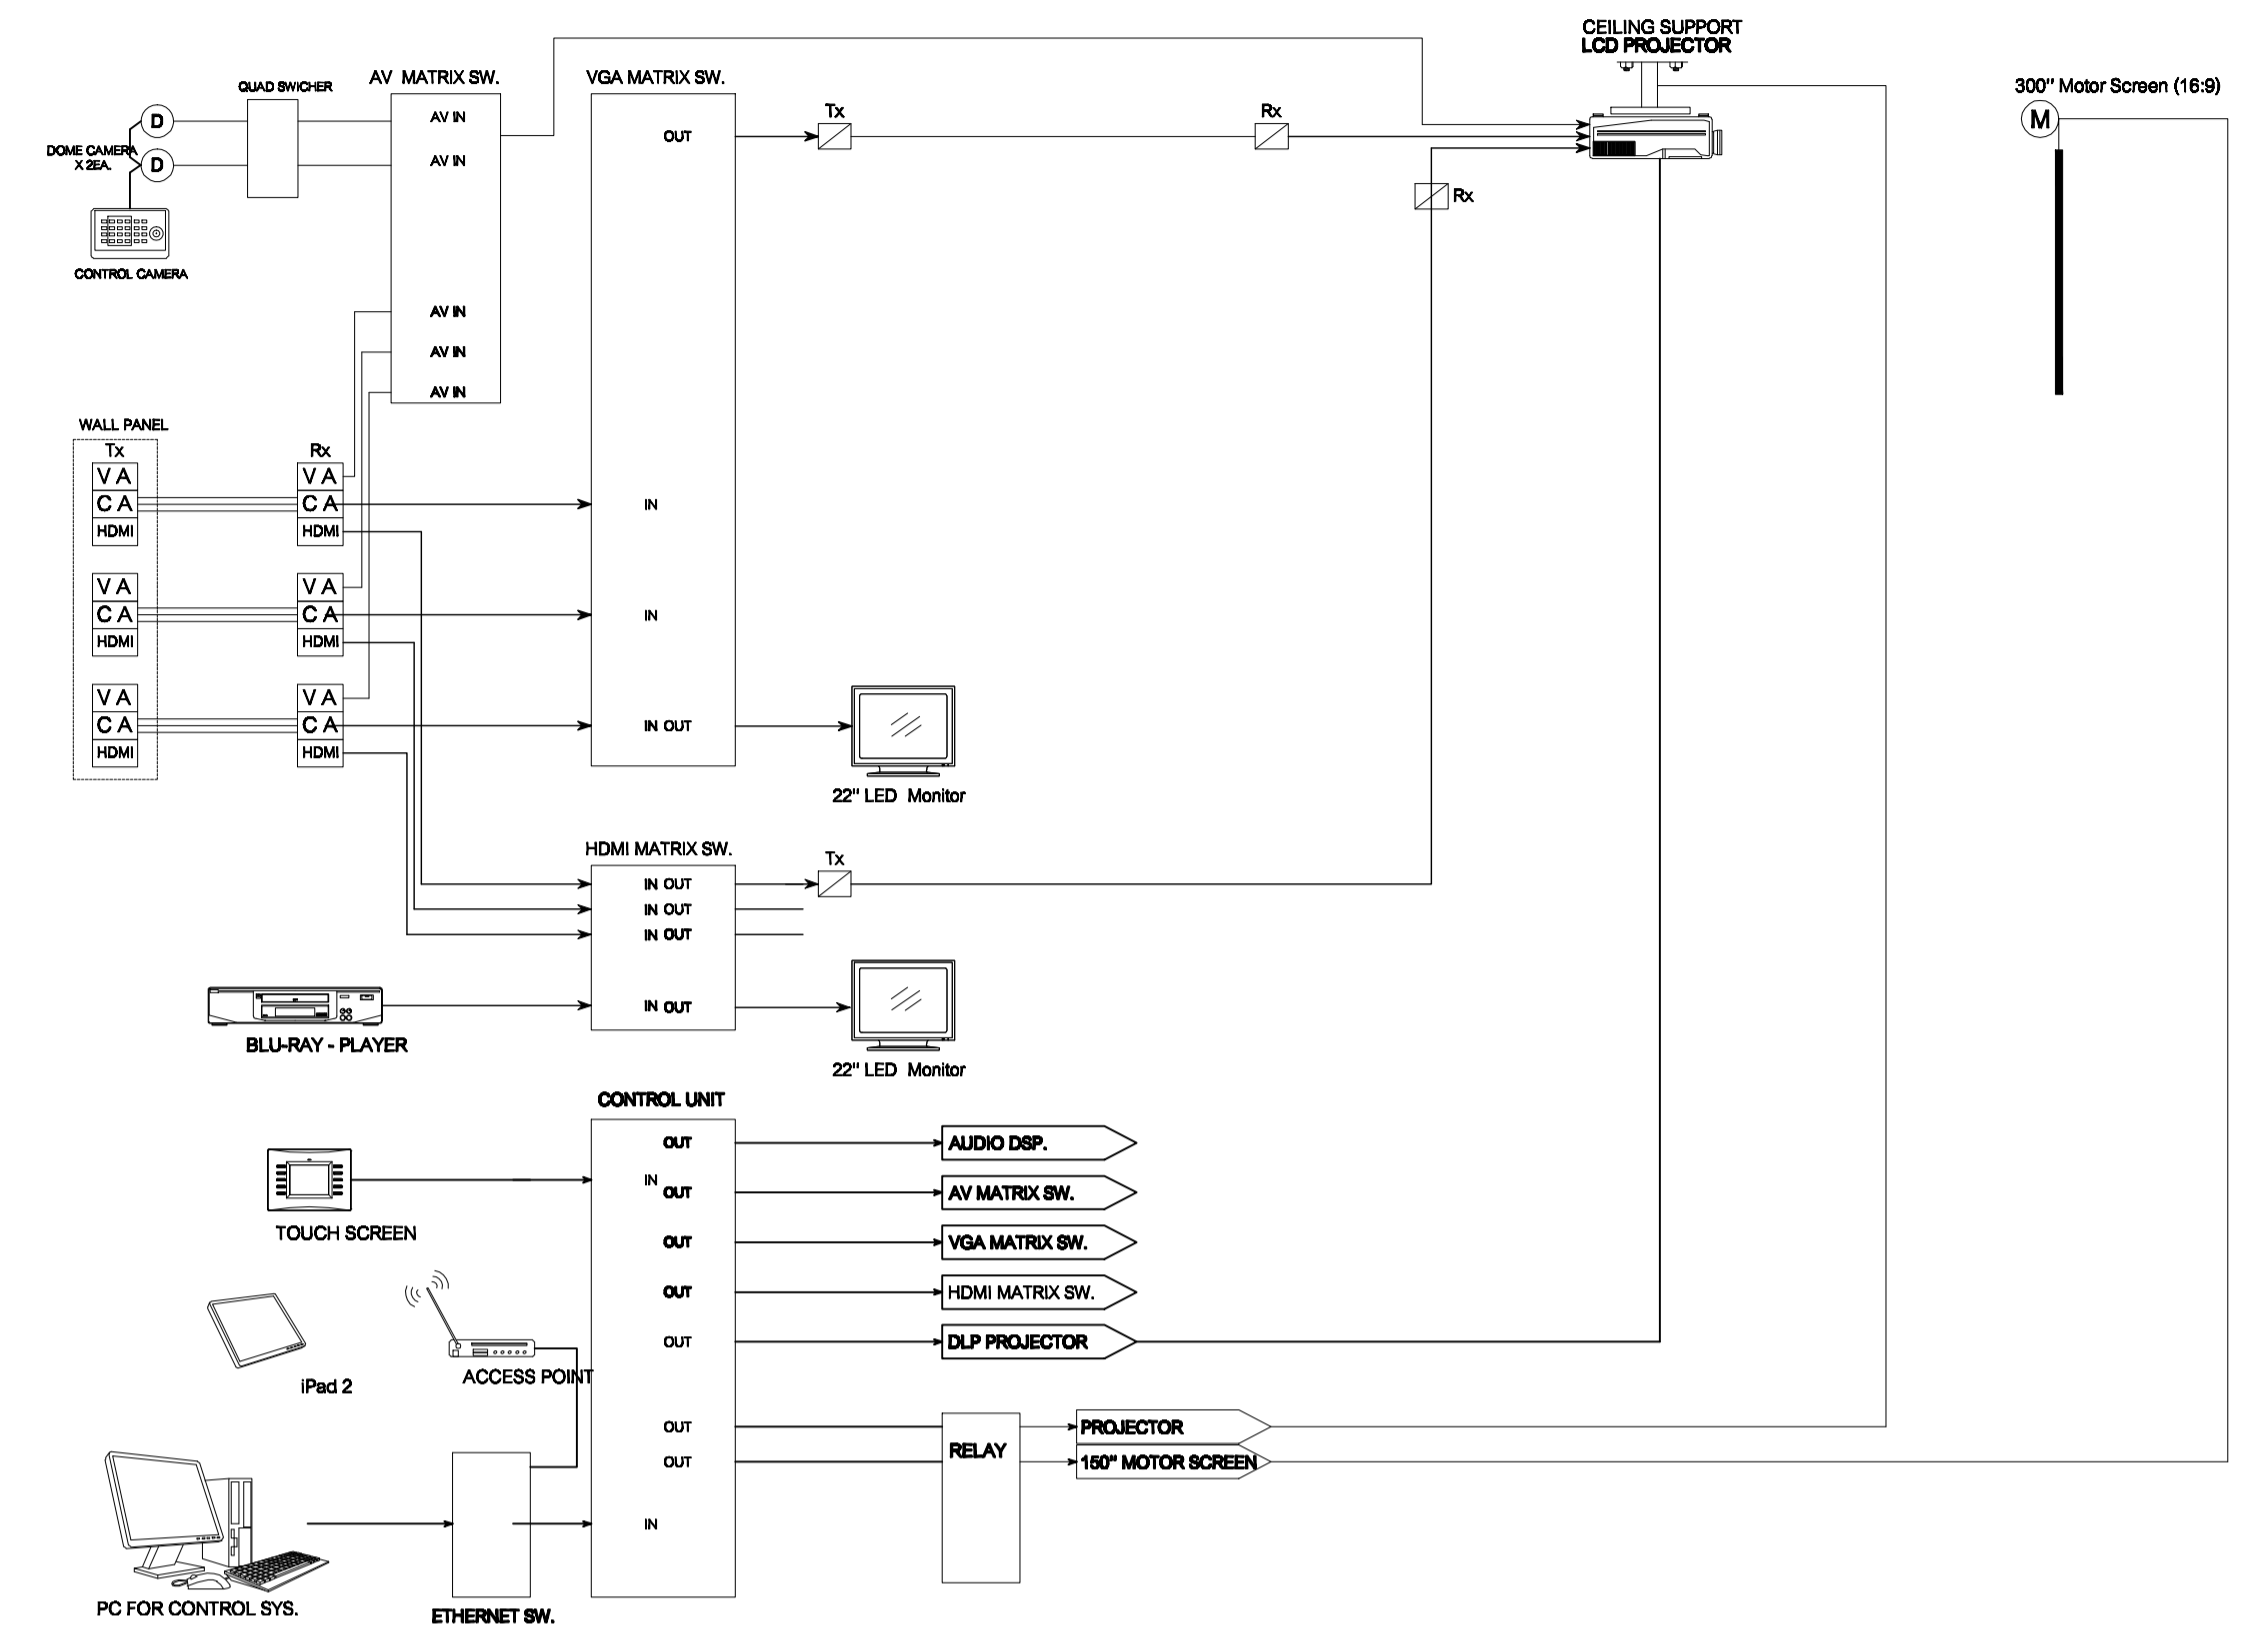 CEILING SUPPORT
LCD PROJECTOR
300" Motor Screen (16:9)
M
QUAD SWICHER
AV MATRIX SW.
VGA MATRIX SW.
D
D
DOME CAMERA
X 2EA.
CONTROL CAMERA
AV IN
AV IN
AV IN
AV IN
AV IN
OUT
Tx
Rx
Rx
WALL PANEL
Tx
Rx
V A
V A
C A
C A
IN
HDMI
HDMI
V A
V A
C A
C A
IN
HDMI
HDMI
V A
V A
C A
C A
IN OUT
HDMI
HDMI
22" LED Monitor
HDMI MATRIX SW.
Tx
IN OUT
IN OUT
IN OUT
IN OUT
BLU-RAY - PLAYER
22" LED Monitor
CONTROL UNIT
OUT
AUDIO DSP.
IN
OUT
AV MATRIX SW.
TOUCH SCREEN
OUT
VGA MATRIX SW.
OUT
HDMI MATRIX SW.
OUT
DLP PROJECTOR
iPad 2
ACCESS POINT
OUT
OUT
IN
RELAY
PROJECTOR
150" MOTOR SCREEN
PC FOR CONTROL SYS.
ETHERNET SW.